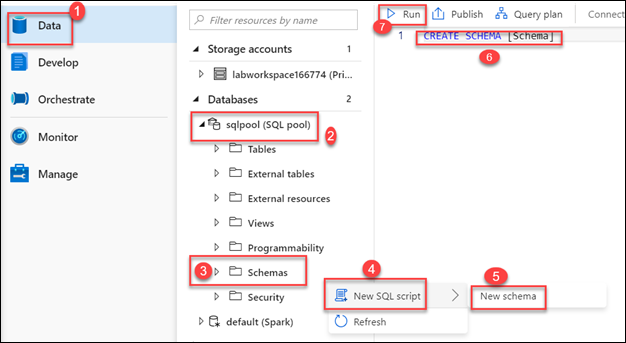 1
Data
Develop
Orchestrate
Monitor
Manage
Filter resources by name
Storage accounts 1
labworkspace166774 (Pri...
Databases 2
sqlpool (SQL pool)
2
Tables
External tables
External resources
Views
Programmability
3
Schemas
Security
default (Spark)
4
New SQL script
Refresh
5
New schema
7
Run
Publish
Query plan
Connect
1 CREATE SCHEMA [Schema]
6